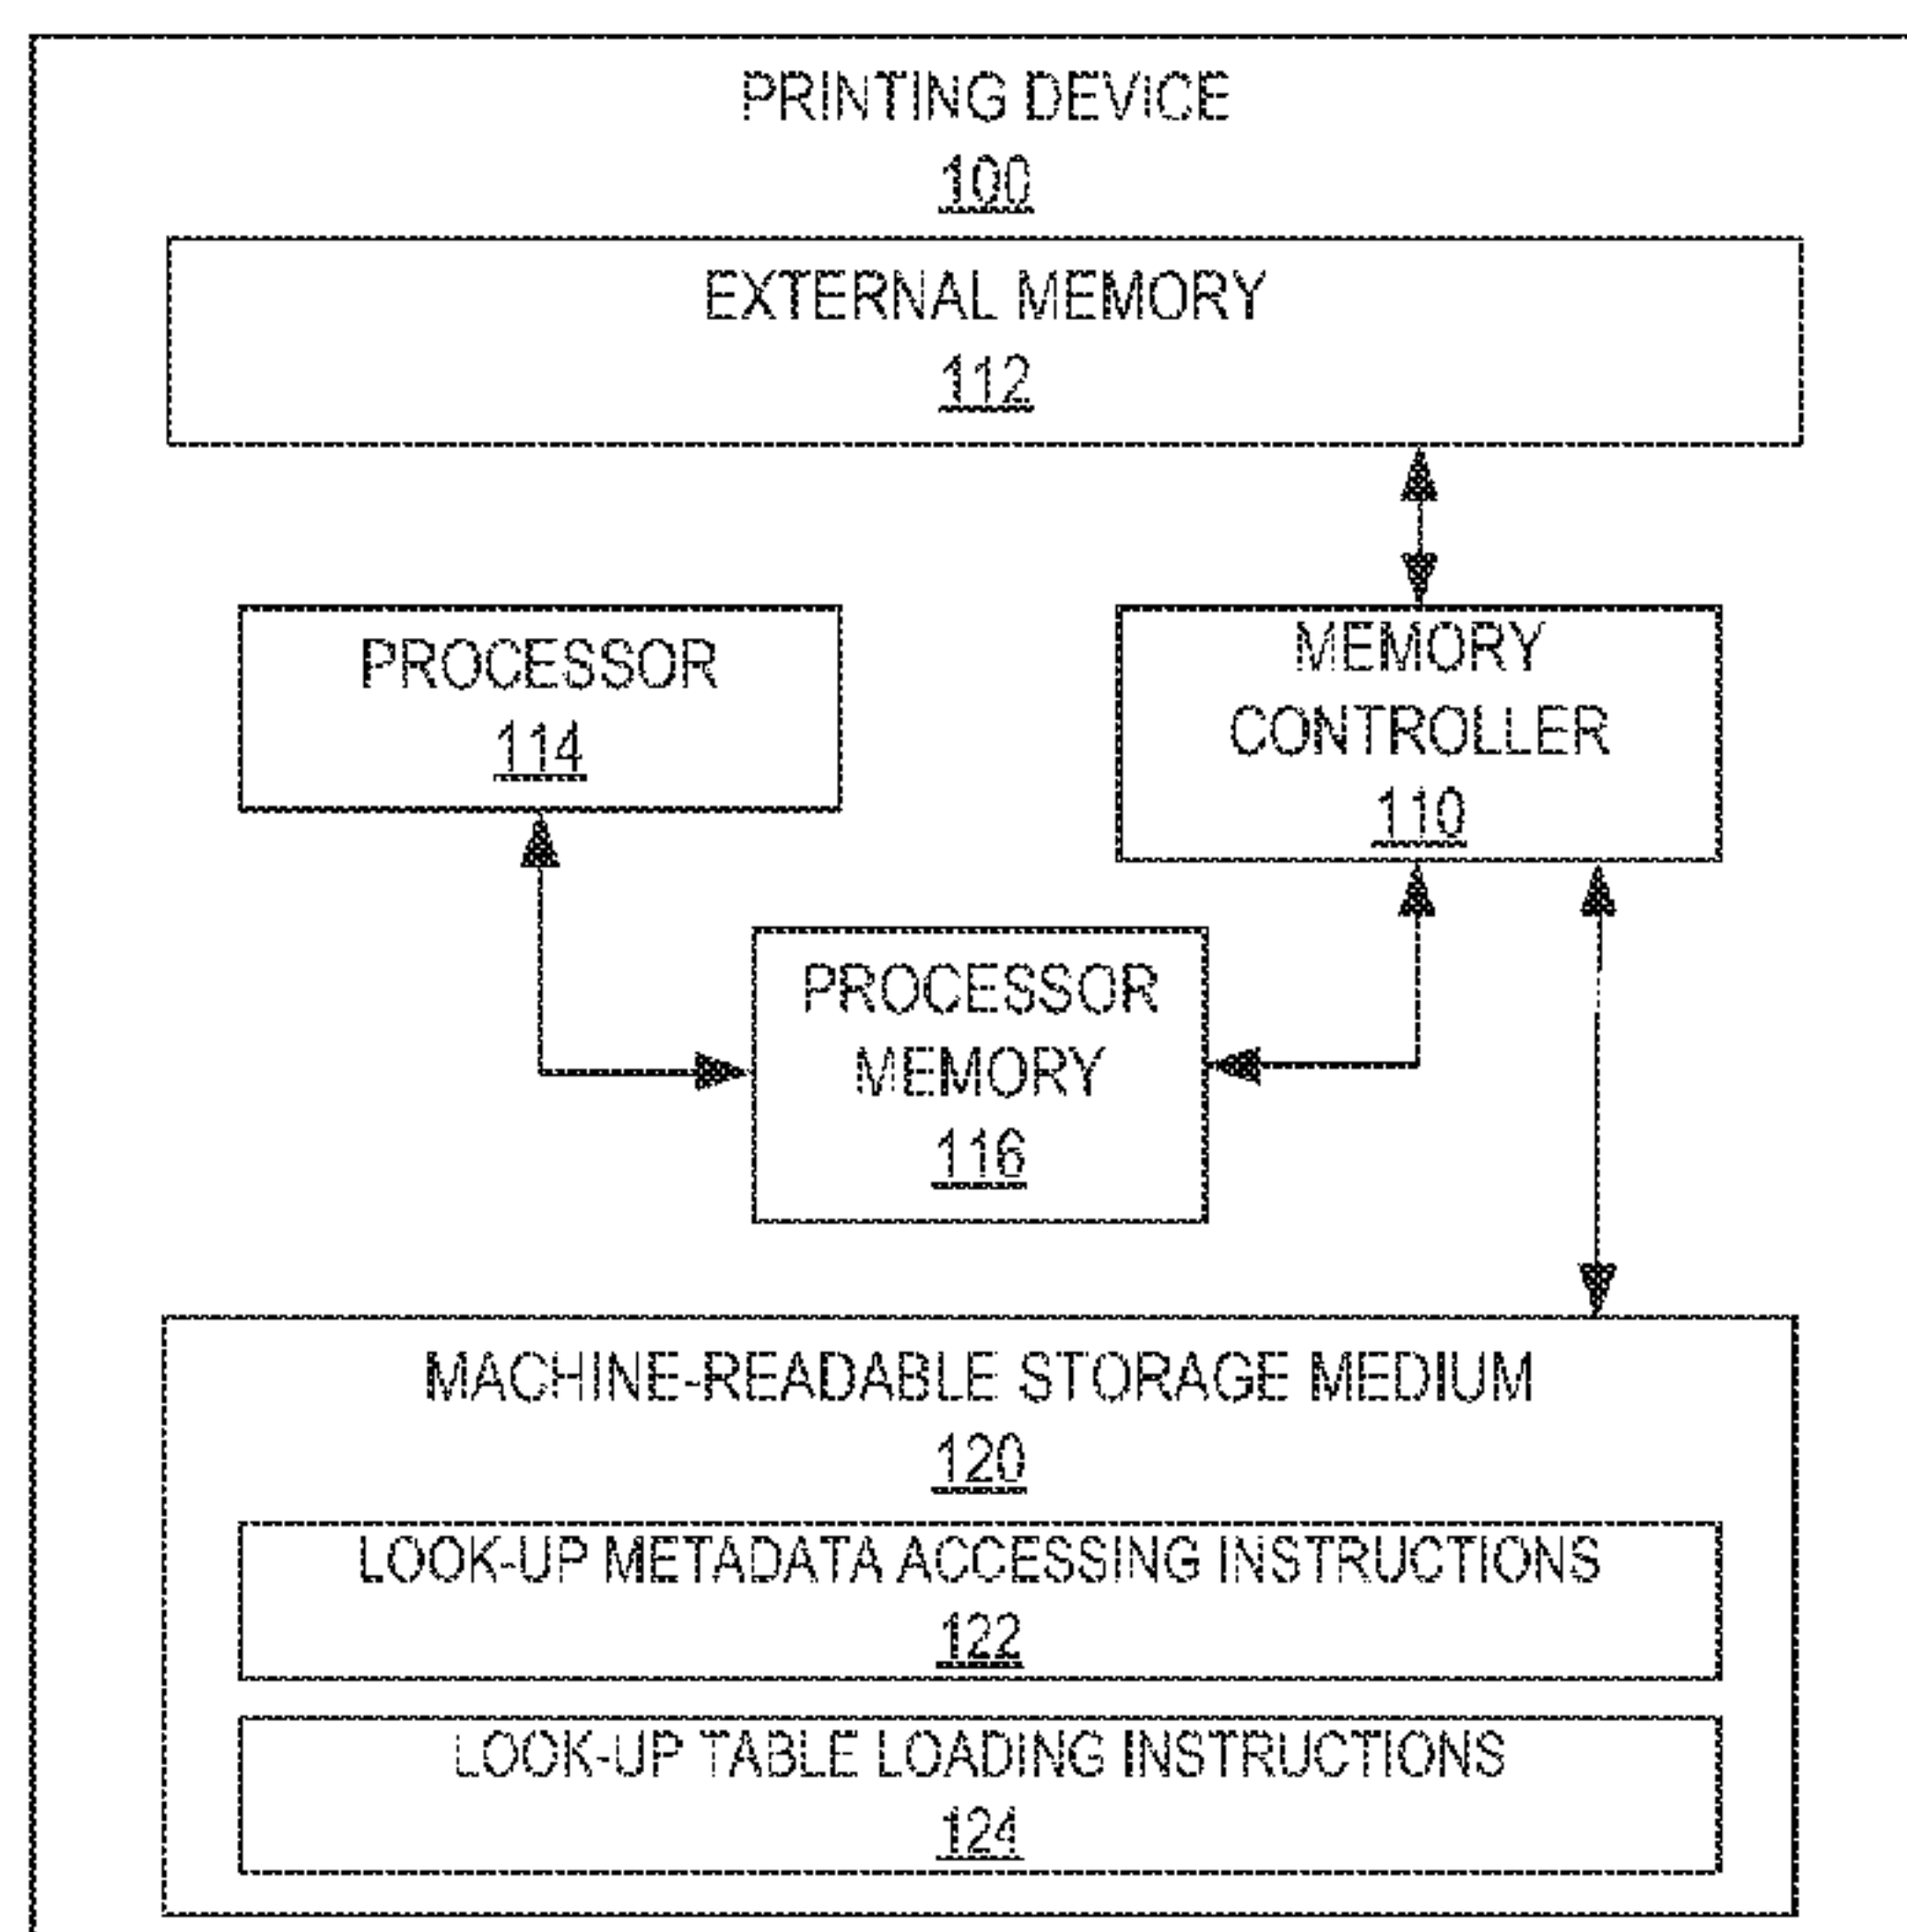 PRINTING DEVICE
100
EXTERNAL MEMORY
112
PROCESSOR
114
MEMORY
CONTROLLER
110
PROCESSOR
MEMORY
116
MACHINE-READABLE STORAGE MEDIUM
120
LOOK-UP METADATA ACCESSING INSTRUCTIONS
122
LOOK-UP TABLE LOADING INSTRUCTIONS
124